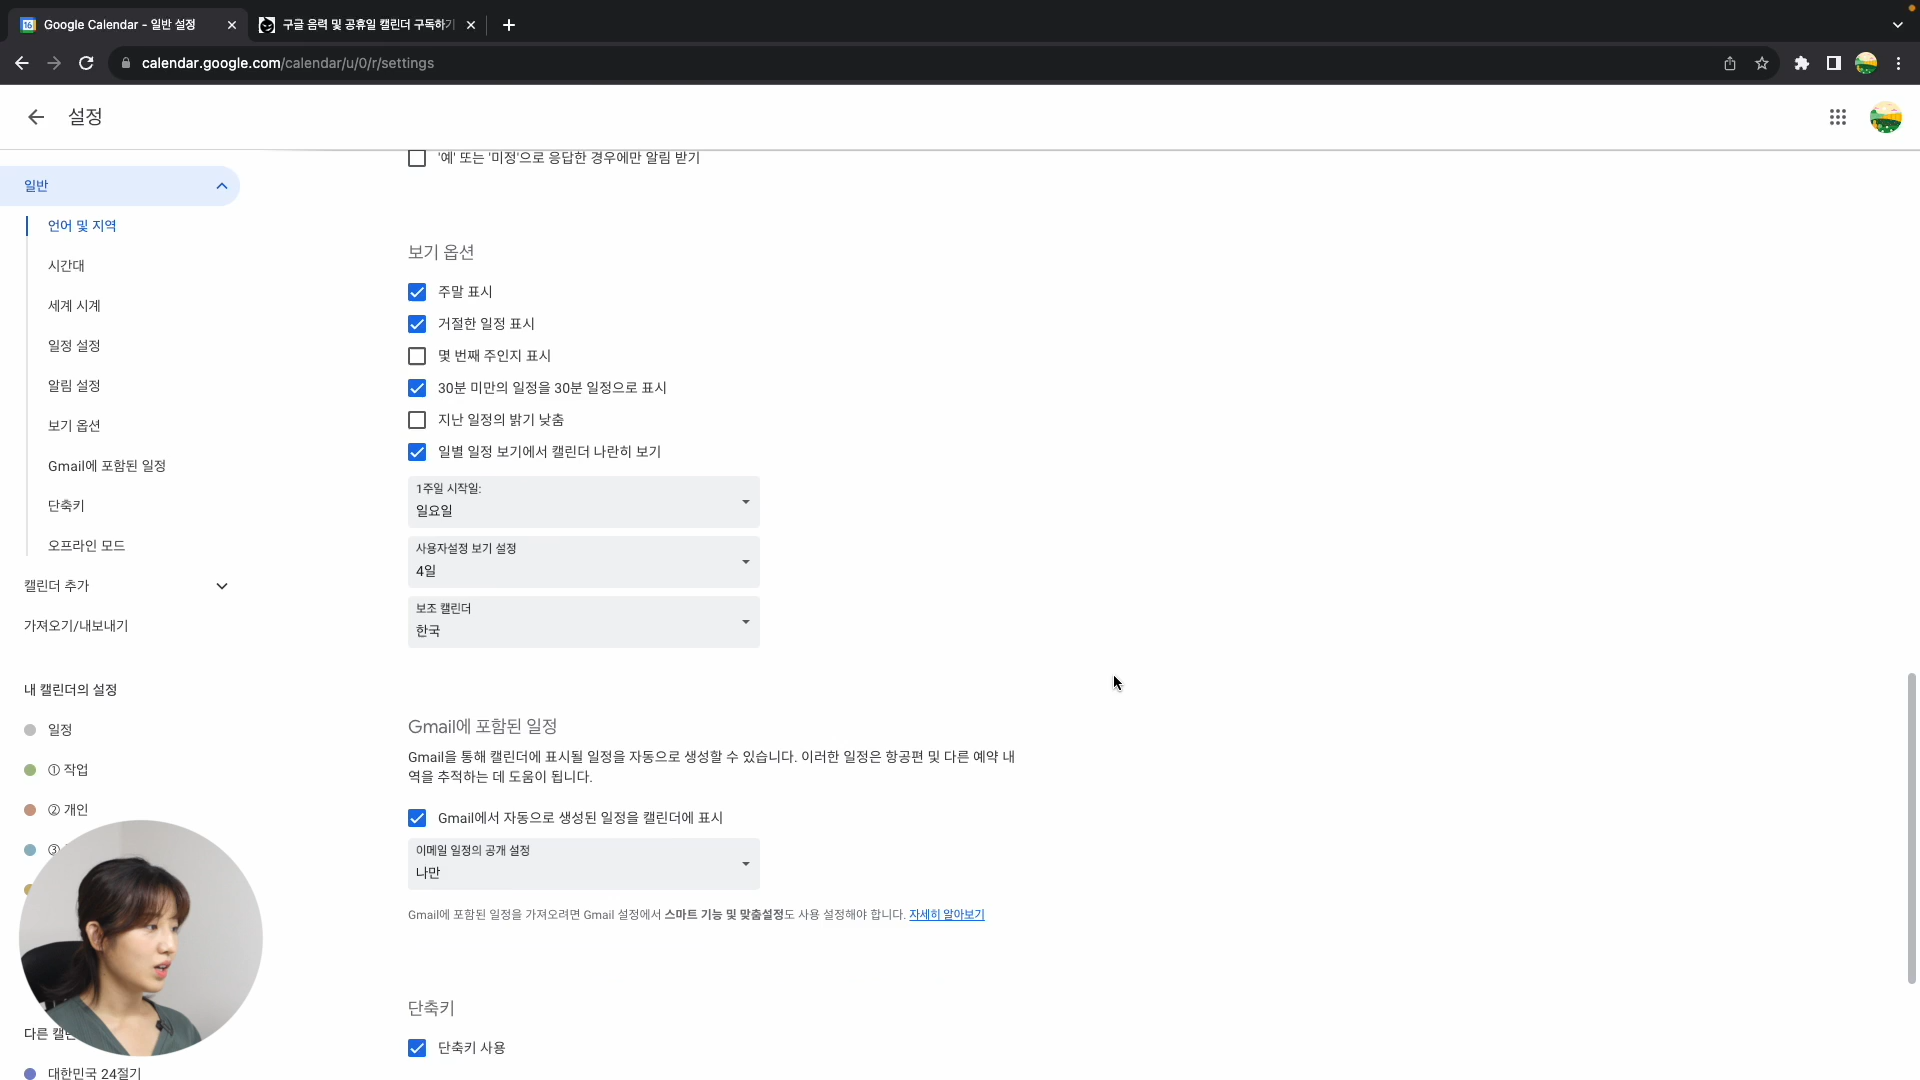 Google Calendar - 일반 설정
구글 음력 및 공휴일 캘린더 구독하기
calendar.google.com/calendar/u/0/r/settings
설정
'예' 또는 '미정'으로 응답한 경우에만 알림 받기
일반
언어 및 지역
시간대
세계 시계
일정 설정
알림 설정
보기 옵션
Gmail에 포함된 일정
단축키
오프라인 모드
캘린더 추가
가져오기/내보내기
내 캘린더의 설정
일정
① 작업
② 개인
③
다른
대한민국 24절기
보기 옵션
주말 표시
거절한 일정 표시
몇 번째 주인지 표시
30분 미만의 일정을 30분 일정으로 표시
지난 일정의 밝기 낮춤
일별 일정 보기에서 캘린더 나란히 보기
1주일 시작일:
일요일
사용자설정 보기 설정
4일
보조 캘린더
한국
Gmail에 포함된 일정
Gmail을 통해 캘린더에 표시될 일정을 자동으로 생성할 수 있습니다. 이러한 일정은 항공편 및 다른 예약 내
역을 추적하는 데 도움이 됩니다.
Gmail에서 자동으로 생성된 일정을 캘린더에 표시
이메일 일정의 공개 설정
나만
Gmail에 포함된 일정을 가져오려면 Gmail 설정에서 스마트 기능 및 맞춤설정도 사용 설정해야 합니다. 자세히 알아보기
단축키
단축키 사용